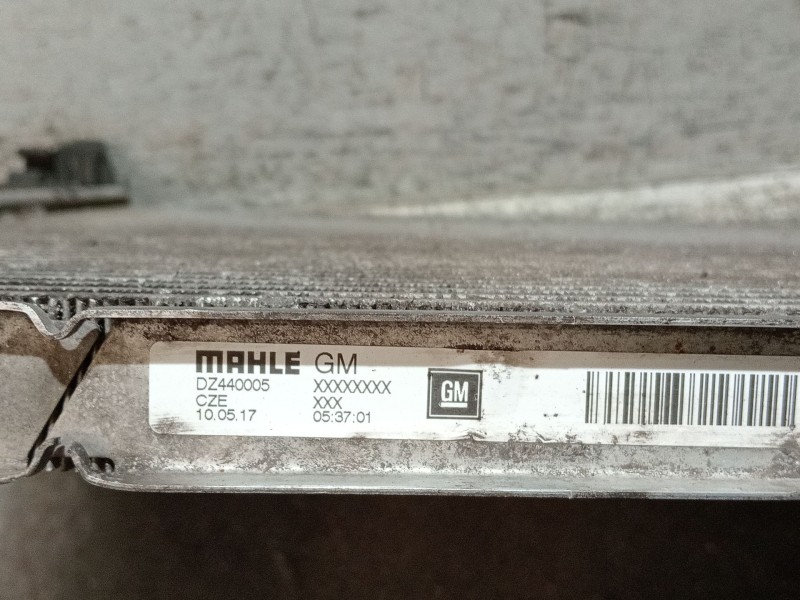 MAHLE GM
DZ440005 XXXXXXXX
CZE XXX
10.05.17 05:37:01
GM